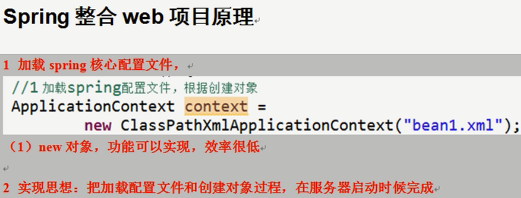 Spring 整合 web 项目原理
1 加载 spring 核心配置文件，
//1 加载spring配置文件，根据创建对象
ApplicationContext context =
new ClassPathXmlApplicationContext("bean1.xml");
（1）new 对象，功能可以实现，效率很低
2 实现思想：把加载配置文件和创建对象过程，在服务器启动时候完成